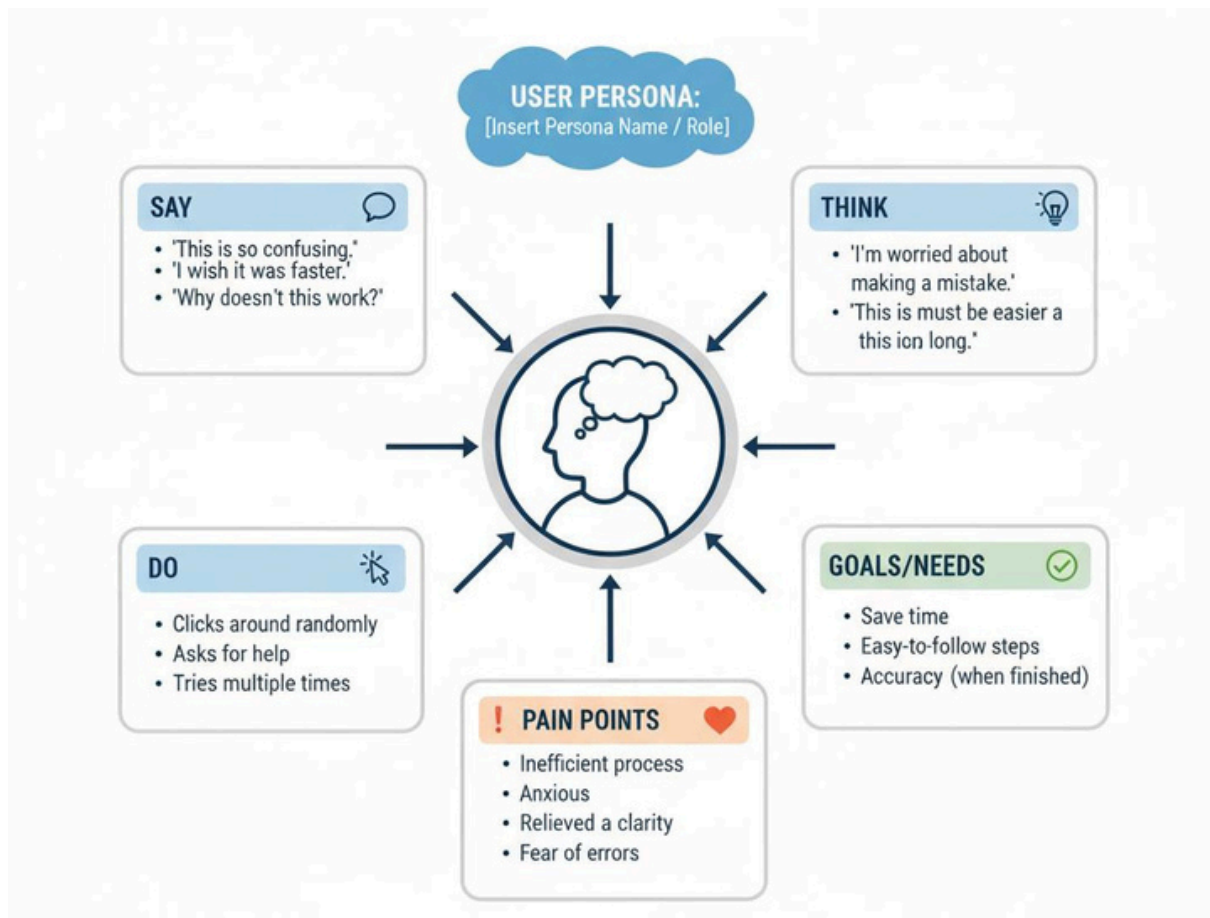 USER PERSONA:
[Insert Persona Name / Role]
SAY
• 'This is so confusing."
• 'I wish it was faster.'
• 'Why doesn't this work?"
THINK
• 'I'm worried about
making a mistake.'
• 'This is must be easier a
this ion long."
DO
• Clicks around randomly
• Asks for help
• Tries multiple times
GOALS/NEEDS
• Save time
• Easy-to-follow steps
• Accuracy (when finished)
! PAIN POINTS
• Inefficient process
• Anxious
• Relieved a clarity
• Fear of errors